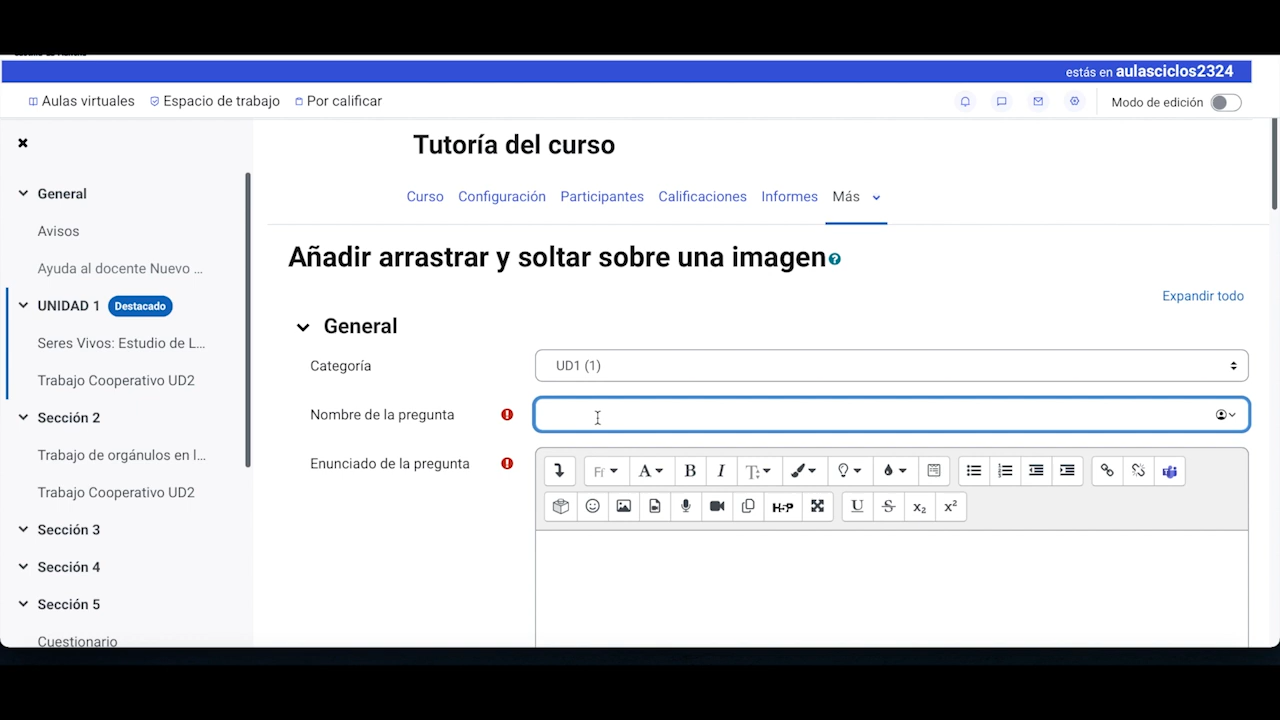 estás en aulasciclos2324
Aulas virtuales Espacio de trabajo Por calificar Modo de edición
General
Avisos
Ayuda al docente Nuevo ...
UNIDAD 1 Destacado
Seres Vivos: Estudio de L...
Trabajo Cooperativo UD2
Sección 2
Trabajo de orgánulos en l...
Trabajo Cooperativo UD2
Sección 3
Sección 4
Sección 5
Cuestionario
Tutoría del curso
Curso Configuración Participantes Calificaciones Informes Más
Añadir arrastrar y soltar sobre una imagen
Expandir todo
General
Categoría UD1 (1)
Nombre de la pregunta
Enunciado de la pregunta